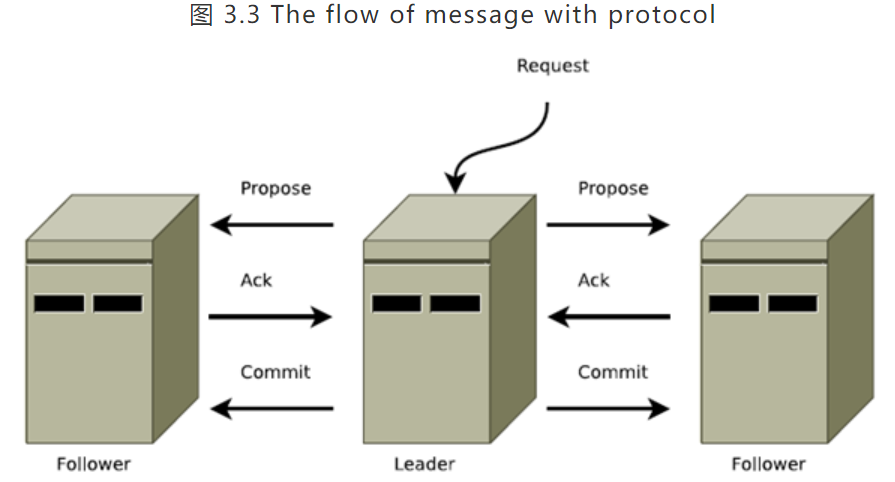 图 3.3 The flow of message with protocol
Request
Propose
Propose
Ack
Ack
Commit
Commit
Follower
Leader
Follower